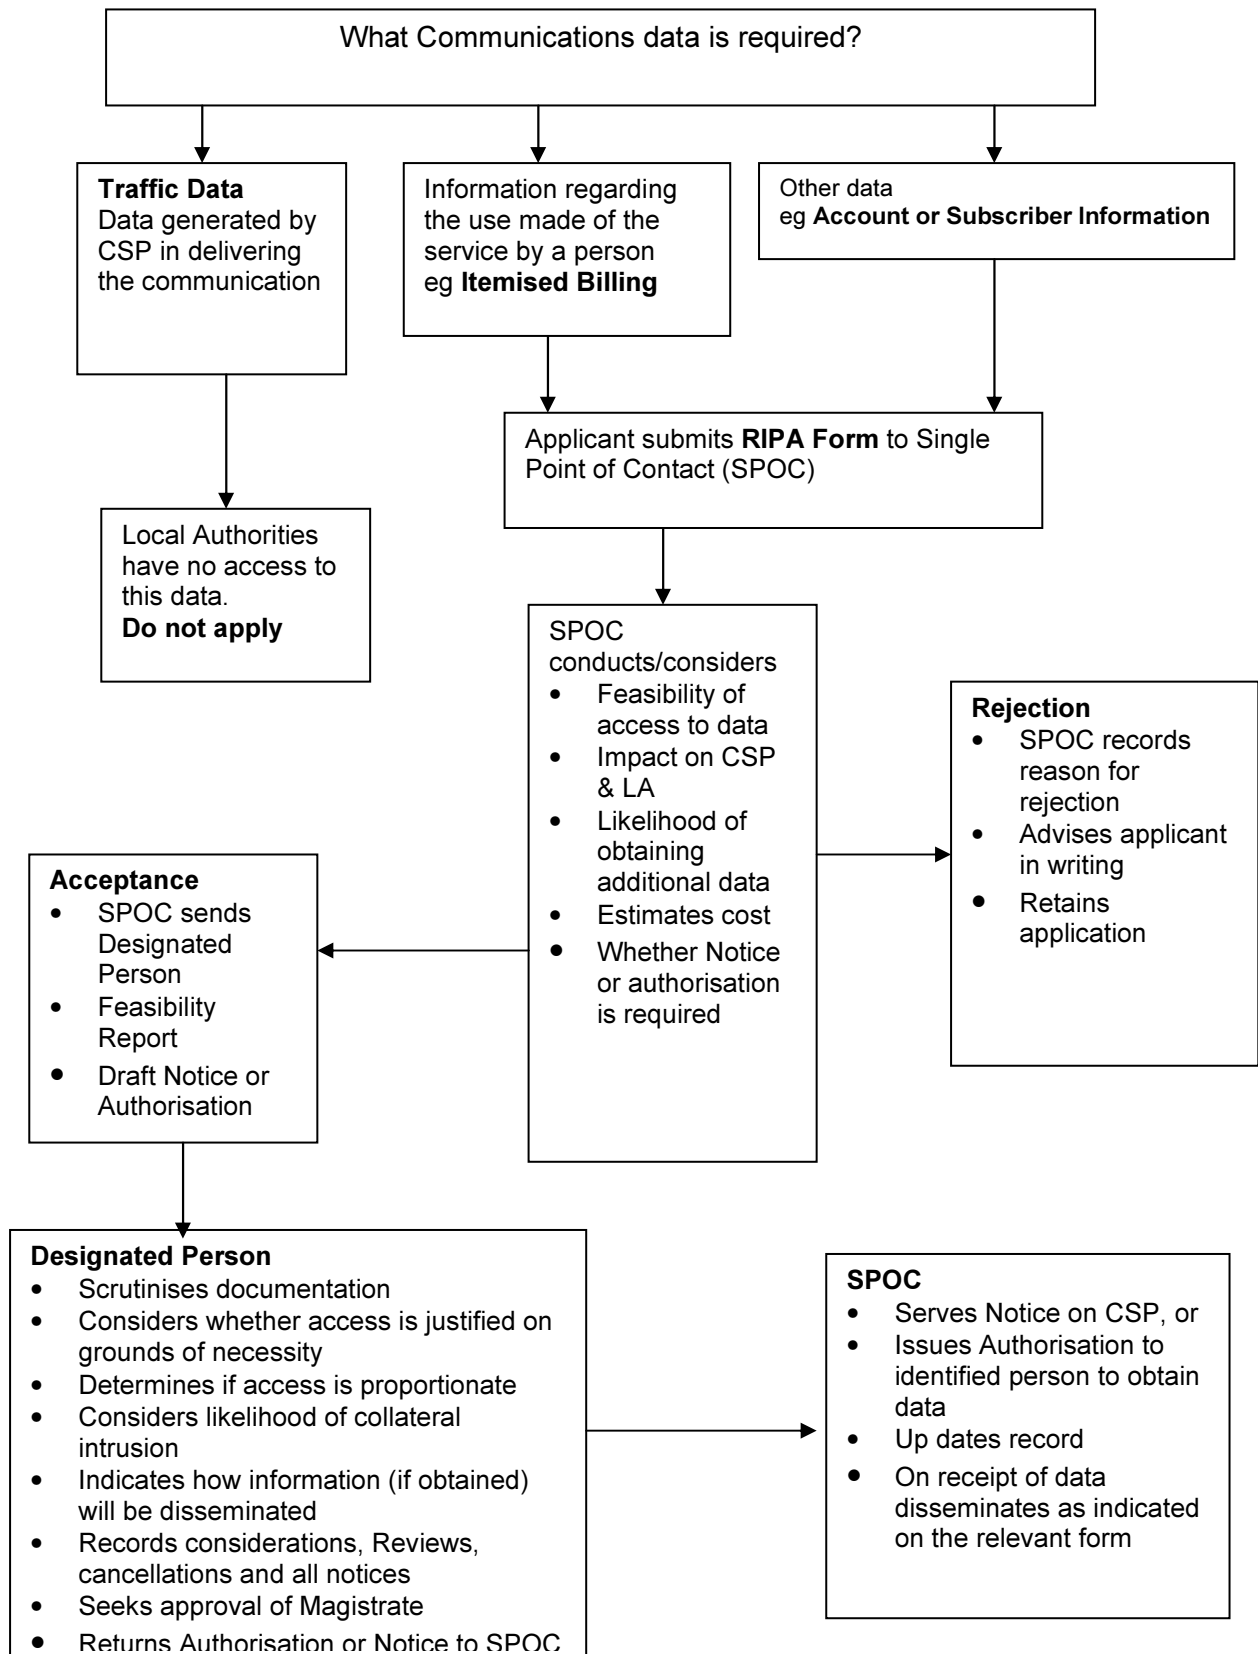 What Communications data is required?
Traffic Data
Data generated by
CSP in delivering
the communication
Information regarding
the use made of the
service by a person
eg Itemised Billing
Other data
eg Account or Subscriber Information
Applicant submits RIPA Form to Single
Point of Contact (SPOC)
Local Authorities
have no access to
this data.
Do not apply
SPOC
conducts/considers
• Feasibility of
access to data
• Impact on CSP
& LA
• Likelihood of
obtaining
additional data
• Estimates cost
• Whether Notice
or authorisation
is required
Rejection
• SPOC records
reason for
rejection
• Advises applicant
in writing
• Retains
application
Acceptance
• SPOC sends
Designated
Person
• Feasibility
Report
• Draft Notice or
Authorisation
Designated Person
• Scrutinises documentation
• Considers whether access is justified on
grounds of necessity
• Determines if access is proportionate
• Considers likelihood of collateral
intrusion
• Indicates how information (if obtained)
will be disseminated
• Records considerations, Reviews,
cancellations and all notices
• Seeks approval of Magistrate
• Returns Authorisation or Notice to SPOC
SPOC
• Serves Notice on CSP, or
• Issues Authorisation to
identified person to obtain
data
• Up dates record
• On receipt of data
disseminates as indicated
on the relevant form